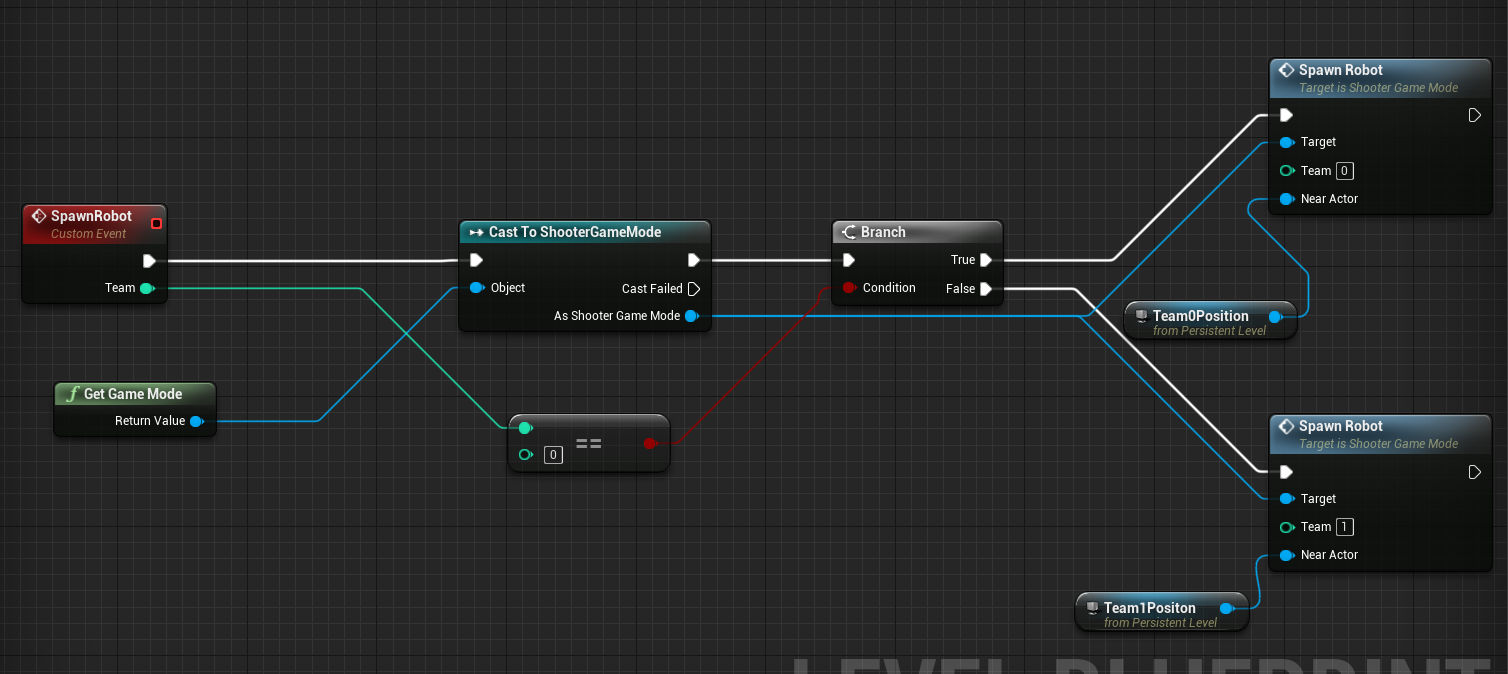 SpawnRobot
Custom Event
Team
Get Game Mode
Return Value
Cast To ShooterGameMode
Object
Cast Failed
As Shooter Game Mode
0
==
Branch
True
Condition
False
Spawn Robot
Target is Shooter Game Mode
Target
Team 0
Near Actor
Team0Position
from Persistent Level
Spawn Robot
Target is Shooter Game Mode
Target
Team 1
Near Actor
Team1Positon
from Persistent Level
LEVEL BLUEPRINT